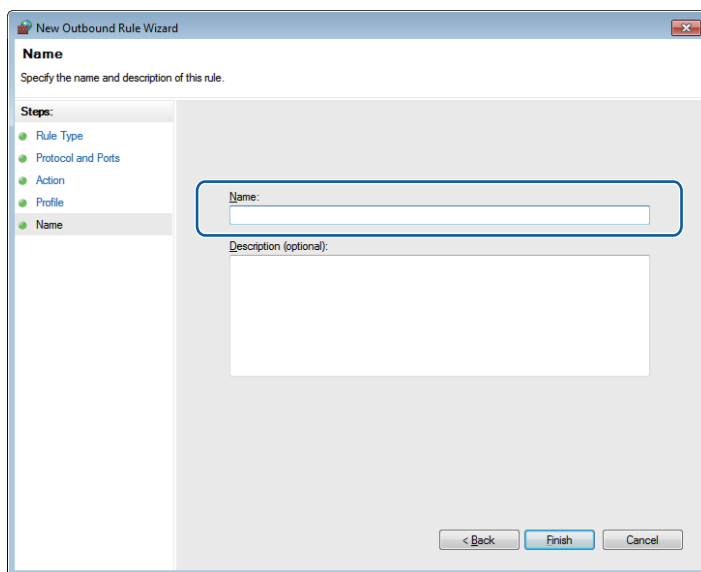 New Outbound Rule Wizard
Name
Specify the name and description of this rule.
Steps:
Rule Type
Protocol and Ports
Action
Profile
Name
Name:
Description (optional):
< Back Finish Cancel